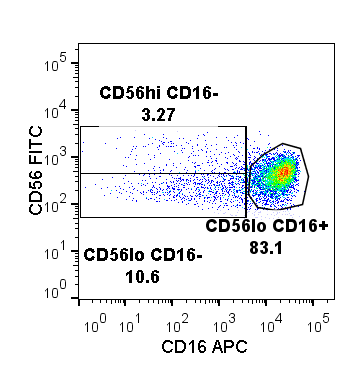 10^5
10^4
CD56hi CD16-
3.27
10^3
CD56 FITC
10^2
CD56lo CD16+
83.1
10^1
CD56lo CD16-
10.6
10^0
10^0 10^1 10^2 10^3 10^4 10^5
CD16 APC